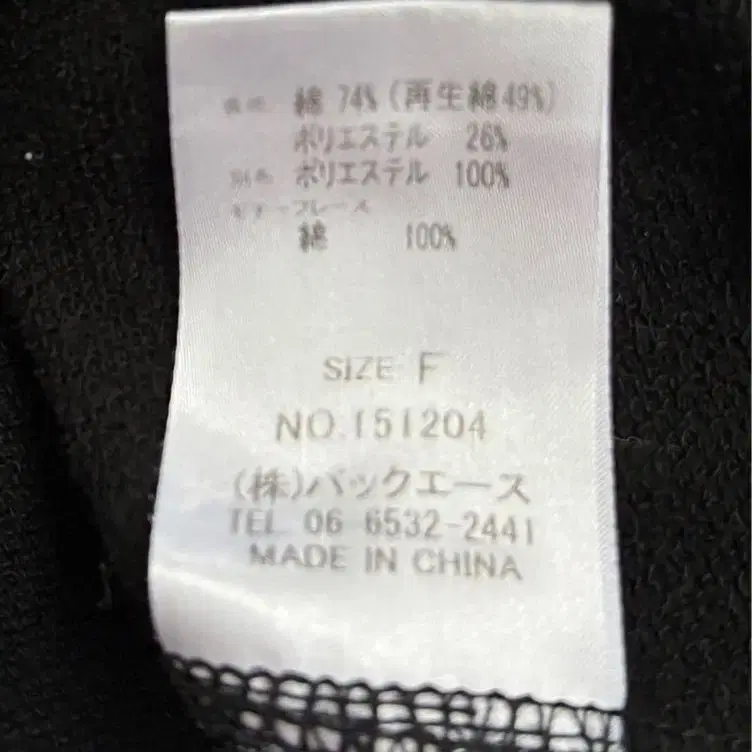 綿 74% (再生綿49%)
ポリエステル 26%
別布 ポリエステル 100%
綿 100%
SIZE F
NO.151204
(株)バックエース
TEL 06 6532-2441
MADE IN CHINA